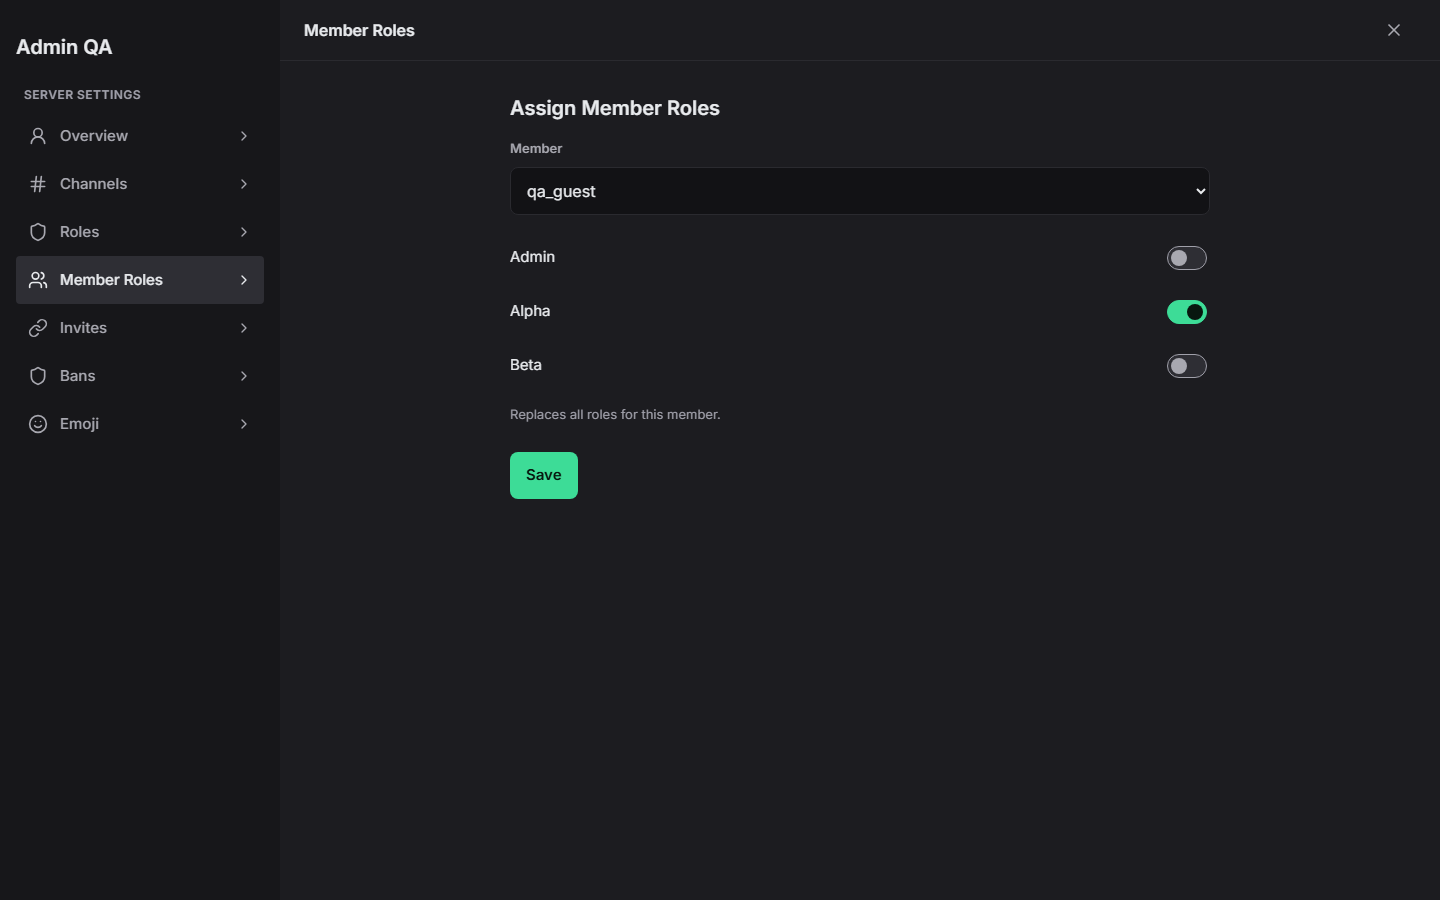 Admin QA
SERVER SETTINGS
Overview
Channels
Roles
Member Roles
Invites
Bans
Emoji
Member Roles
Assign Member Roles
Member
qa_guest
Admin
Alpha
Beta
Replaces all roles for this member.
Save